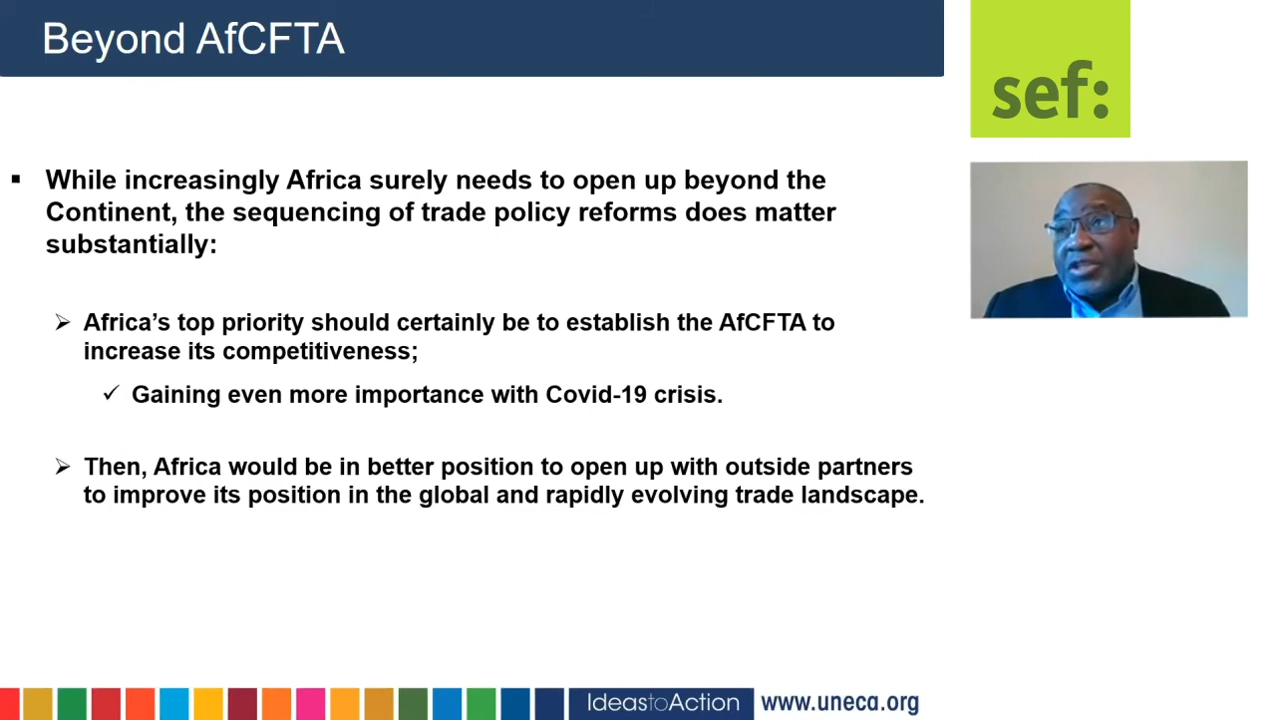 Beyond AfCFTA
sef:
▪ While increasingly Africa surely needs to open up beyond the
Continent, the sequencing of trade policy reforms does matter
substantially:
➢ Africa’s top priority should certainly be to establish the AfCFTA to
increase its competitiveness;
✓ Gaining even more importance with Covid-19 crisis.
➢ Then, Africa would be in better position to open up with outside partners
to improve its position in the global and rapidly evolving trade landscape.
IdeastoAction www.uneca.org